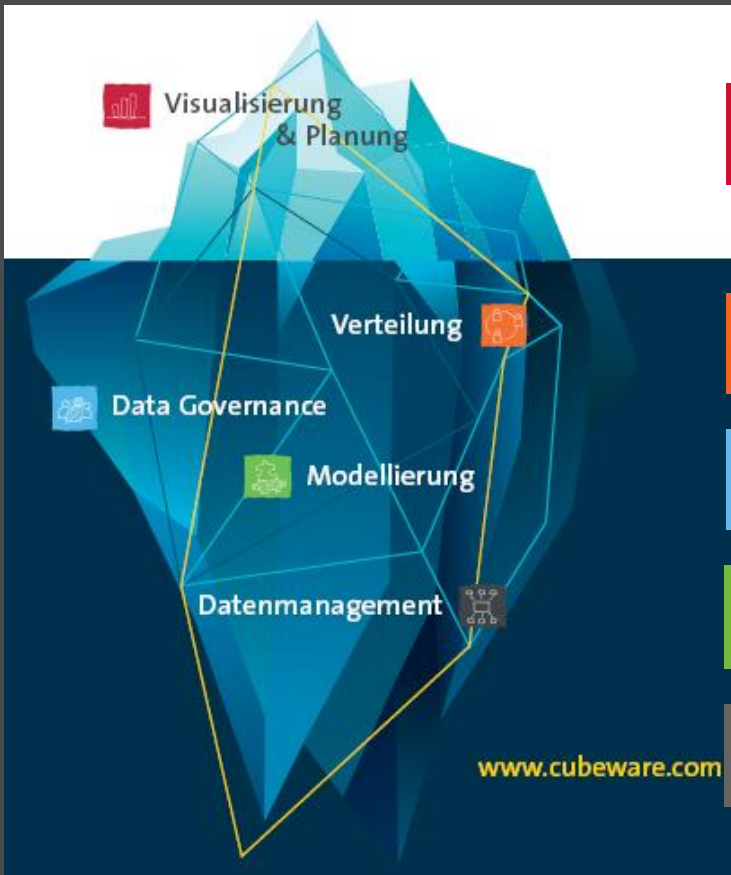 Visualisierung
& Planung
Verteilung
Data Governance
Modellierung
Datenmanagement
www.cubeware.com